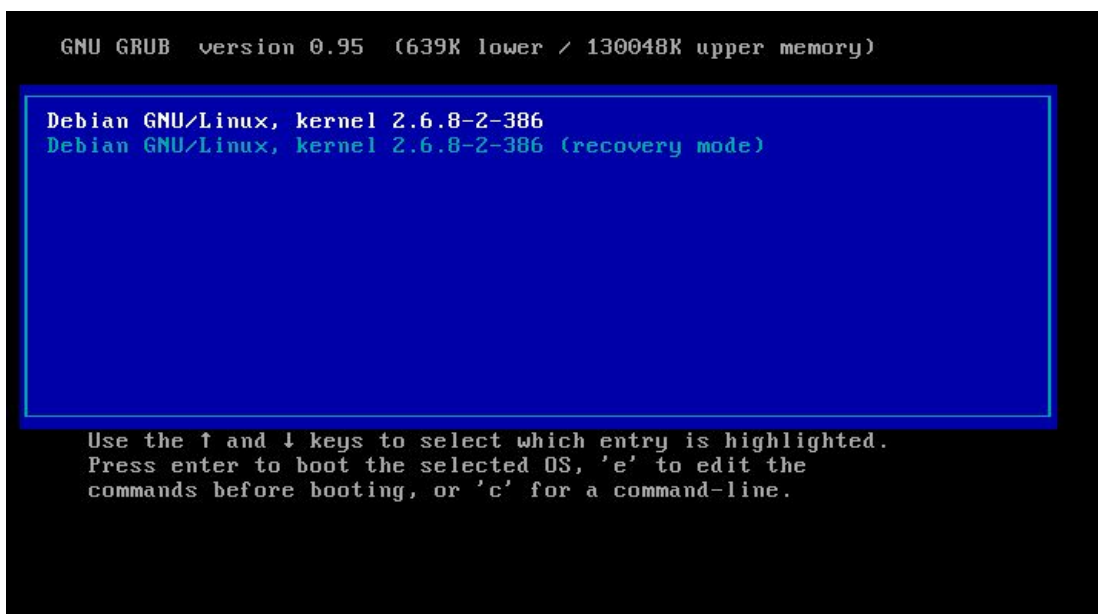 GNU GRUB version 0.95 (639K lower / 130048K upper memory)
Debian GNU/Linux, kernel 2.6.8-2-386
Debian GNU/Linux, kernel 2.6.8-2-386 (recovery mode)
Use the ↑ and ↓ keys to select which entry is highlighted.
Press enter to boot the selected OS, 'e' to edit the
commands before booting, or 'c' for a command-line.